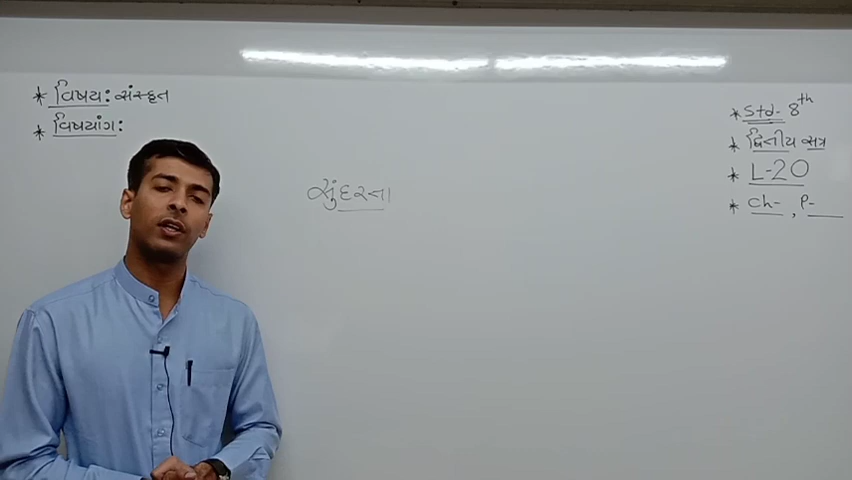 * વિષય: સંસ્કૃત
* વિષયાંગ:
સુંદરતા
* Std- 8th
* દ્વિતીય સત્ર
* L-20
* Ch- , P-